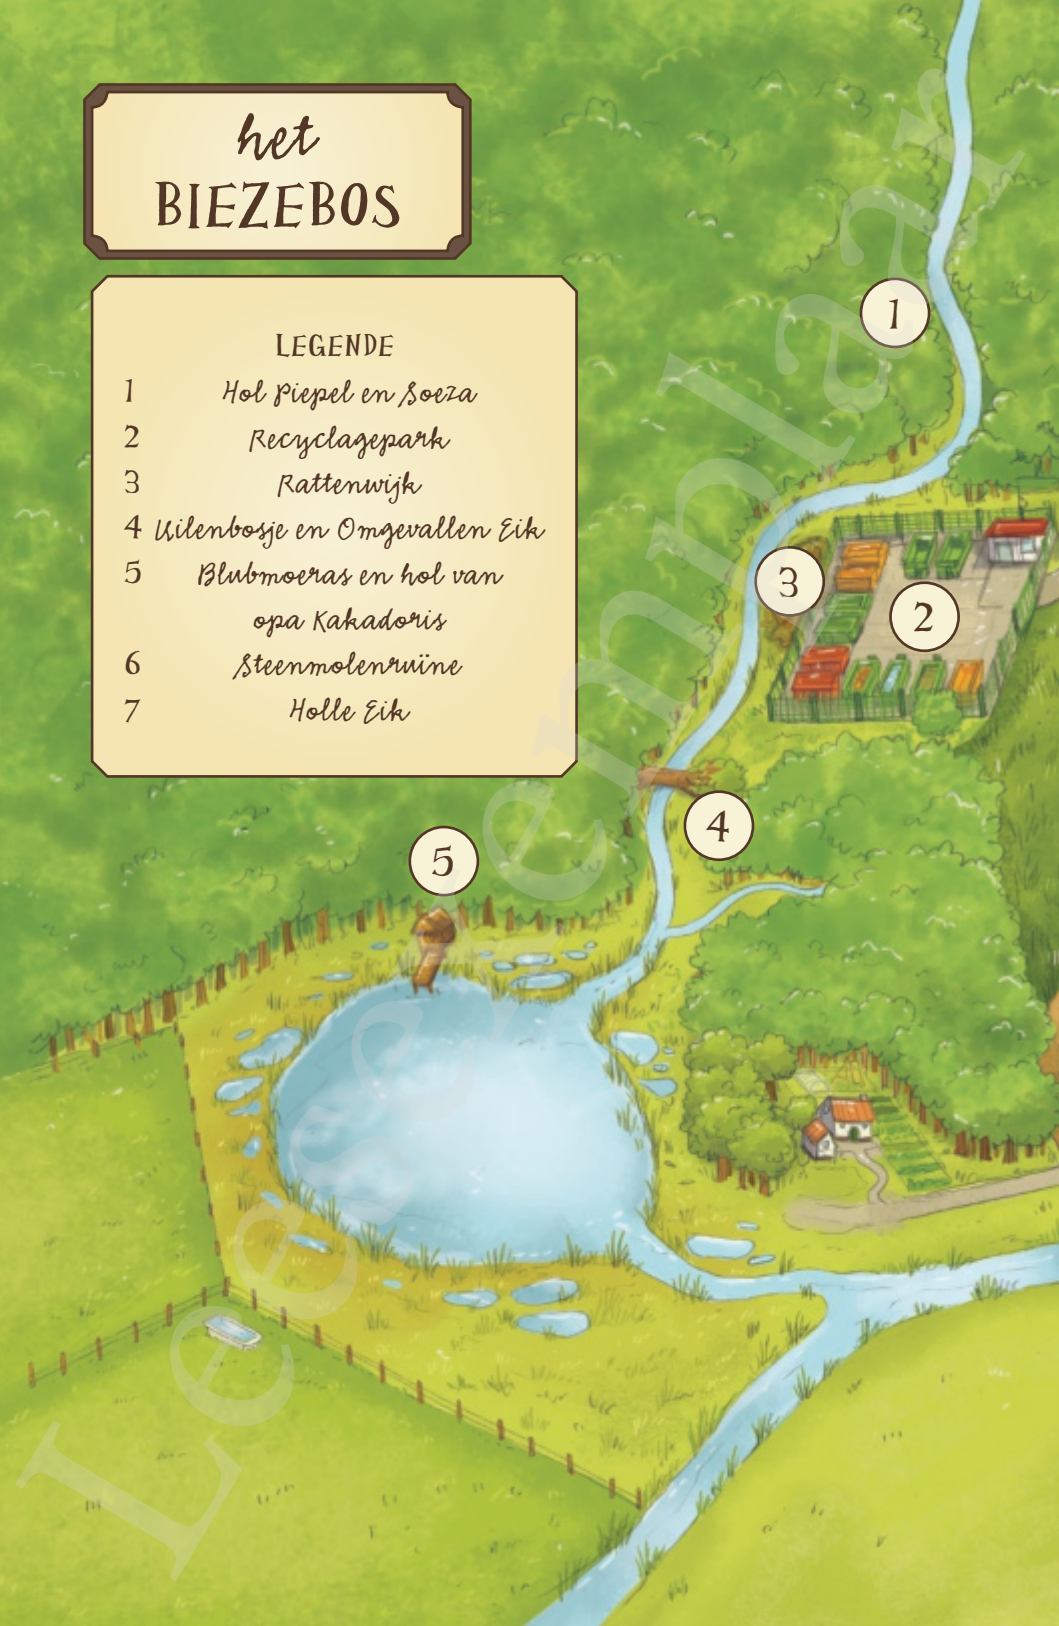 het
BIEZEBOS
LEGENDE
1 Hol Piepel en Soeza
2 Recyclagepark
3 Rattenwijk
4 Uilenbosje en Omgevallen Eik
5 Blubmoeras en hol van
opa Kakadoris
6 Steenmolenruïne
7 Holle Eik
1
3
2
4
5
Leesexemplaar